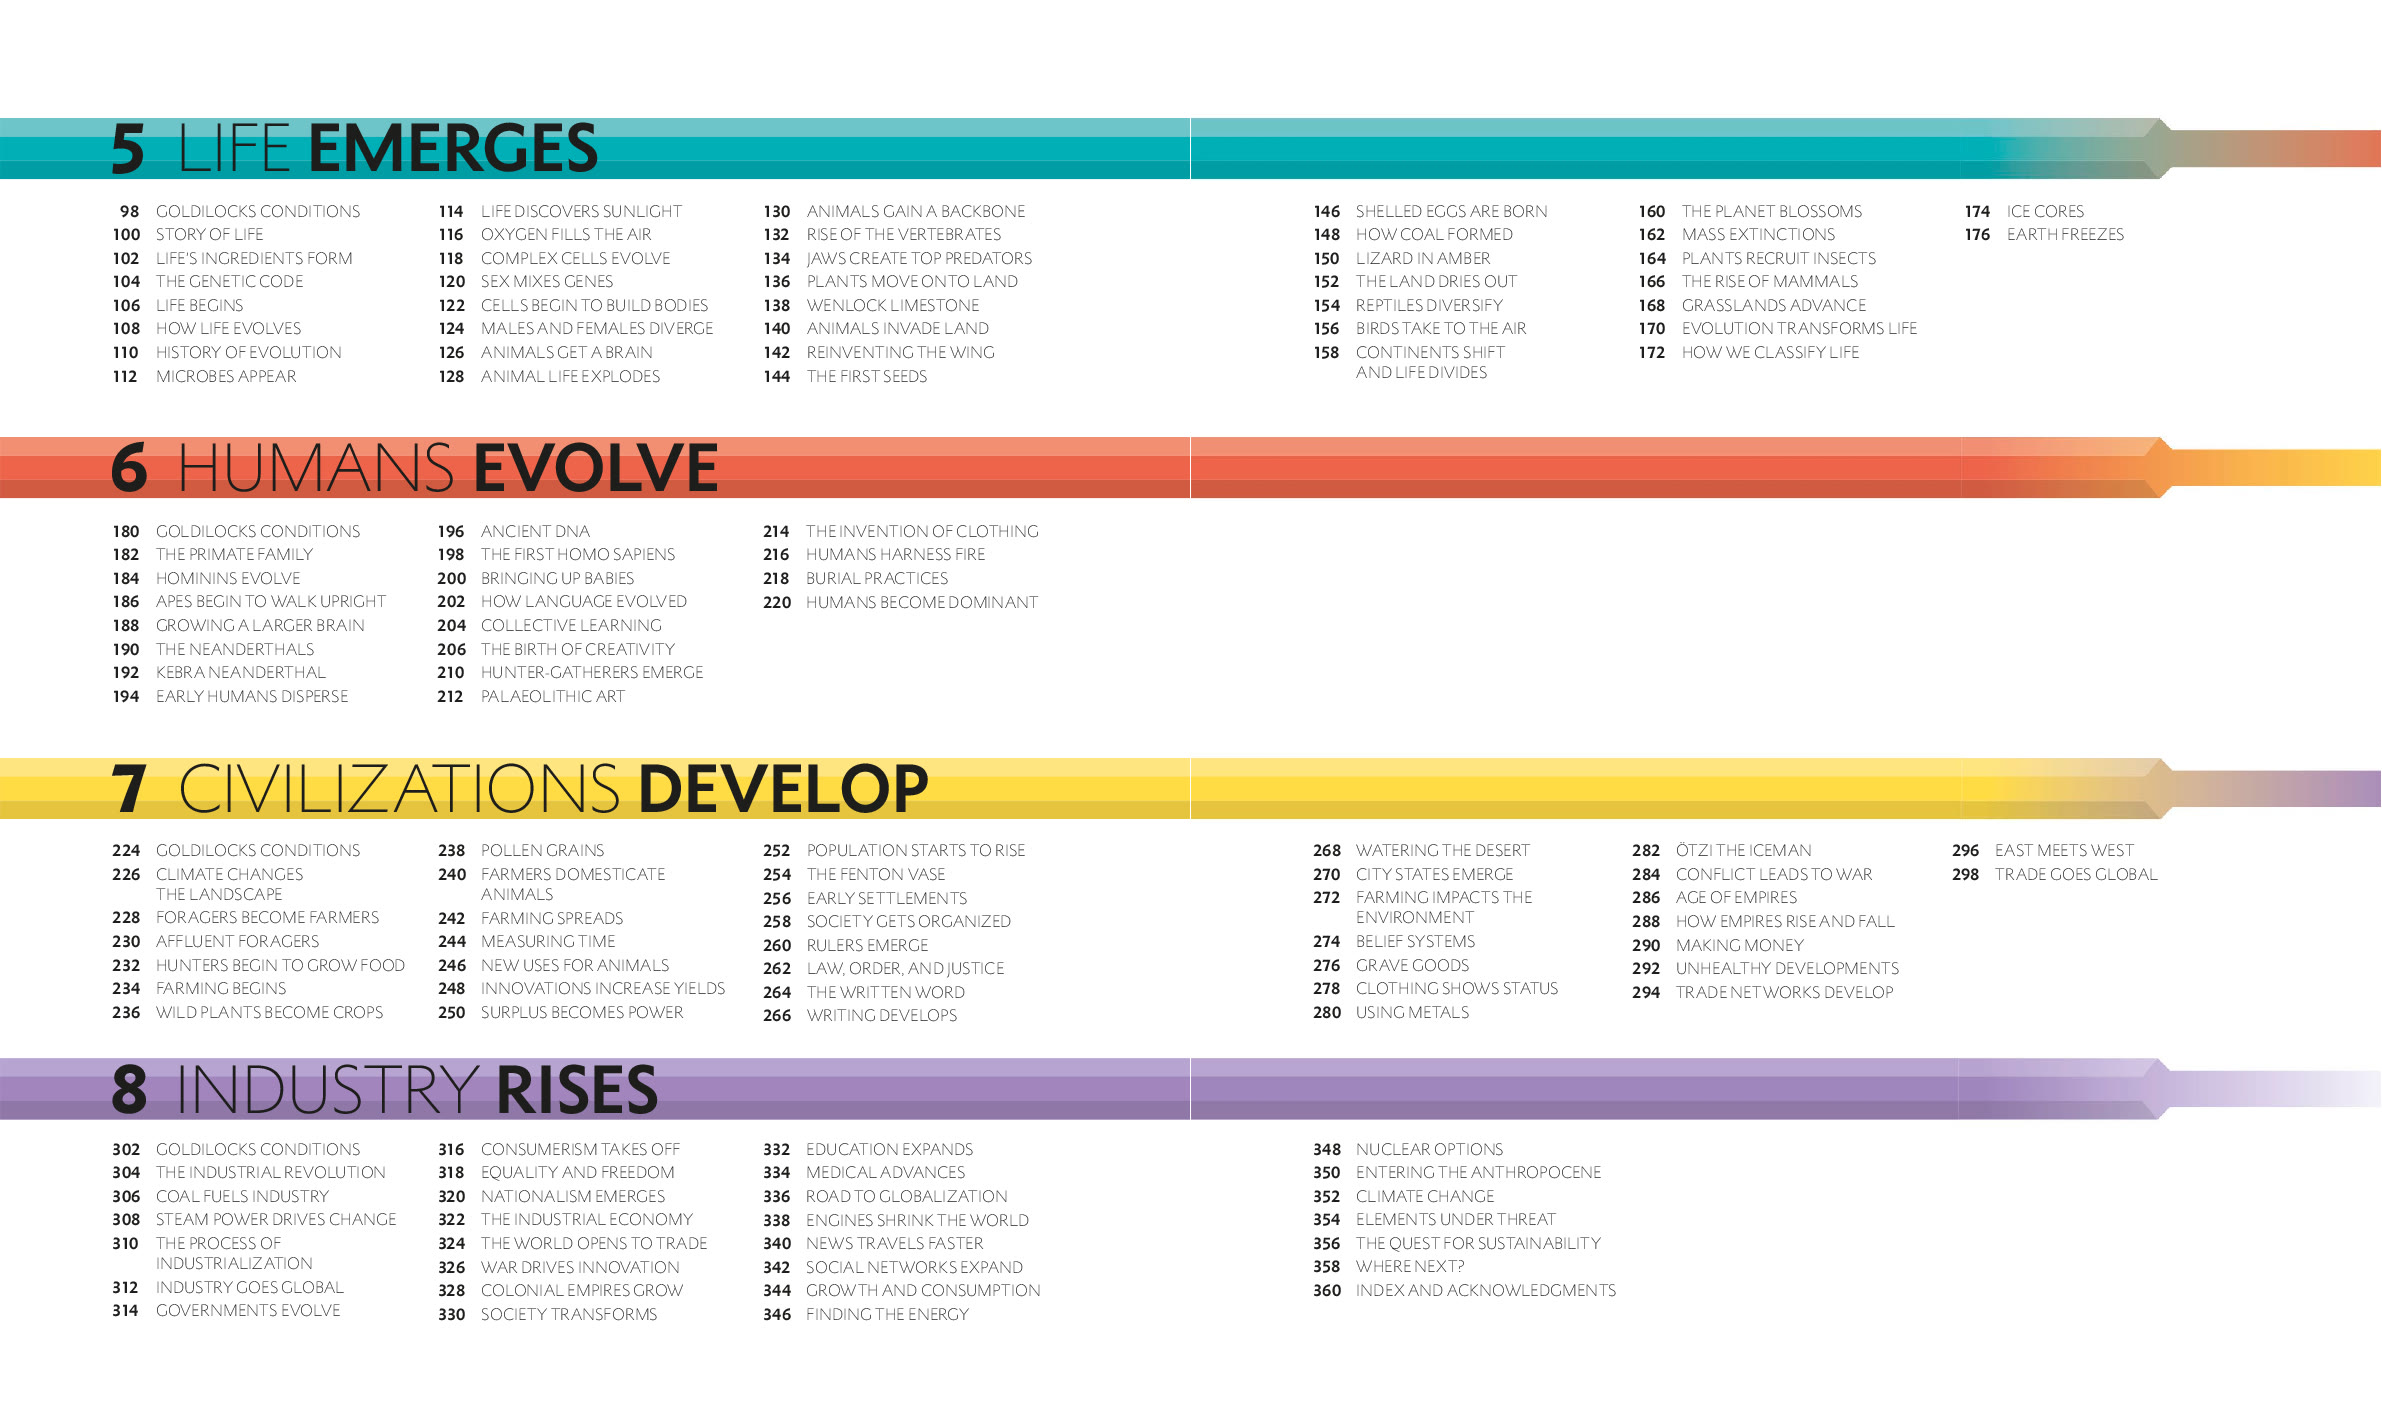 5 LIFE EMERGES
98 GOLDILOCKS CONDITIONS
100 STORY OF LIFE
102 LIFE'S INGREDIENTS FORM
104 THE GENETIC CODE
106 LIFE BEGINS
108 HOW LIFE EVOLVES
110 HISTORY OF EVOLUTION
112 MICROBES APPEAR
114 LIFE DISCOVERS SUNLIGHT
116 OXYGEN FILLS THE AIR
118 COMPLEX CELLS EVOLVE
120 SEX MIXES GENES
122 CELLS BEGIN TO BUILD BODIES
124 MALES AND FEMALES DIVERGE
126 ANIMALS GET A BRAIN
128 ANIMAL LIFE EXPLODES
130 ANIMALS GAIN A BACKBONE
132 RISE OF THE VERTEBRATES
134 JAWS CREATE TOP PREDATORS
136 PLANTS MOVE ONTO LAND
138 WENLOCK LIMESTONE
140 ANIMALS INVADE LAND
142 REINVENTING THE WING
144 THE FIRST SEEDS
146 SHELLED EGGS ARE BORN
148 HOW COAL FORMED
150 LIZARD IN AMBER
152 THE LAND DRIES OUT
154 REPTILES DIVERSIFY
156 BIRDS TAKE TO THE AIR
158 CONTINENTS SHIFT
AND LIFE DIVIDES
160 THE PLANET BLOSSOMS
162 MASS EXTINCTIONS
164 PLANTS RECRUIT INSECTS
166 THE RISE OF MAMMALS
168 GRASSLANDS ADVANCE
170 EVOLUTION TRANSFORMS LIFE
172 HOW WE CLASSIFY LIFE
174 ICE CORES
176 EARTH FREEZES
6 HUMANS EVOLVE
180 GOLDILOCKS CONDITIONS
182 THE PRIMATE FAMILY
184 HOMININS EVOLVE
186 APES BEGIN TO WALK UPRIGHT
188 GROWING A LARGER BRAIN
190 THE NEANDERTHALS
192 KEBRA NEANDERTHAL
194 EARLY HUMANS DISPERSE
196 ANCIENT DNA
198 THE FIRST HOMO SAPIENS
200 BRINGING UP BABIES
202 HOW LANGUAGE EVOLVED
204 COLLECTIVE LEARNING
206 THE BIRTH OF CREATIVITY
210 HUNTER-GATHERERS EMERGE
212 PALAEOLITHIC ART
214 THE INVENTION OF CLOTHING
216 HUMANS HARNESS FIRE
218 BURIAL PRACTICES
220 HUMANS BECOME DOMINANT
7 CIVILIZATIONS DEVELOP
224 GOLDILOCKS CONDITIONS
226 CLIMATE CHANGES
THE LANDSCAPE
228 FORAGERS BECOME FARMERS
230 AFFLUENT FORAGERS
232 HUNTERS BEGIN TO GROW FOOD
234 FARMING BEGINS
236 WILD PLANTS BECOME CROPS
238 POLLEN GRAINS
240 FARMERS DOMESTICATE
ANIMALS
242 FARMING SPREADS
244 MEASURING TIME
246 NEW USES FOR ANIMALS
248 INNOVATIONS INCREASE YIELDS
250 SURPLUS BECOMES POWER
252 POPULATION STARTS TO RISE
254 THE FENTON VASE
256 EARLY SETTLEMENTS
258 SOCIETY GETS ORGANIZED
260 RULERS EMERGE
262 LAW, ORDER, AND JUSTICE
264 THE WRITTEN WORD
266 WRITING DEVELOPS
268 WATERING THE DESERT
270 CITY STATES EMERGE
272 FARMING IMPACTS THE
ENVIRONMENT
274 BELIEF SYSTEMS
276 GRAVE GOODS
278 CLOTHING SHOWS STATUS
280 USING METALS
282 ÖTZI THE ICEMAN
284 CONFLICT LEADS TO WAR
286 AGE OF EMPIRES
288 HOW EMPIRES RISE AND FALL
290 MAKING MONEY
292 UNHEALTHY DEVELOPMENTS
294 TRADE NETWORKS DEVELOP
296 EAST MEETS WEST
298 TRADE GOES GLOBAL
8 INDUSTRY RISES
302 GOLDILOCKS CONDITIONS
304 THE INDUSTRIAL REVOLUTION
306 COAL FUELS INDUSTRY
308 STEAM POWER DRIVES CHANGE
310 THE PROCESS OF
INDUSTRIALIZATION
312 INDUSTRY GOES GLOBAL
314 GOVERNMENTS EVOLVE
316 CONSUMERISM TAKES OFF
318 EQUALITY AND FREEDOM
320 NATIONALISM EMERGES
322 THE INDUSTRIAL ECONOMY
324 THE WORLD OPENS TO TRADE
326 WAR DRIVES INNOVATION
328 COLONIAL EMPIRES GROW
330 SOCIETY TRANSFORMS
332 EDUCATION EXPANDS
334 MEDICAL ADVANCES
336 ROAD TO GLOBALIZATION
338 ENGINES SHRINK THE WORLD
340 NEWS TRAVELS FASTER
342 SOCIAL NETWORKS EXPAND
344 GROWTH AND CONSUMPTION
346 FINDING THE ENERGY
348 NUCLEAR OPTIONS
350 ENTERING THE ANTHROPOCENE
352 CLIMATE CHANGE
354 ELEMENTS UNDER THREAT
356 THE QUEST FOR SUSTAINABILITY
358 WHERE NEXT?
360 INDEX AND ACKNOWLEDGMENTS